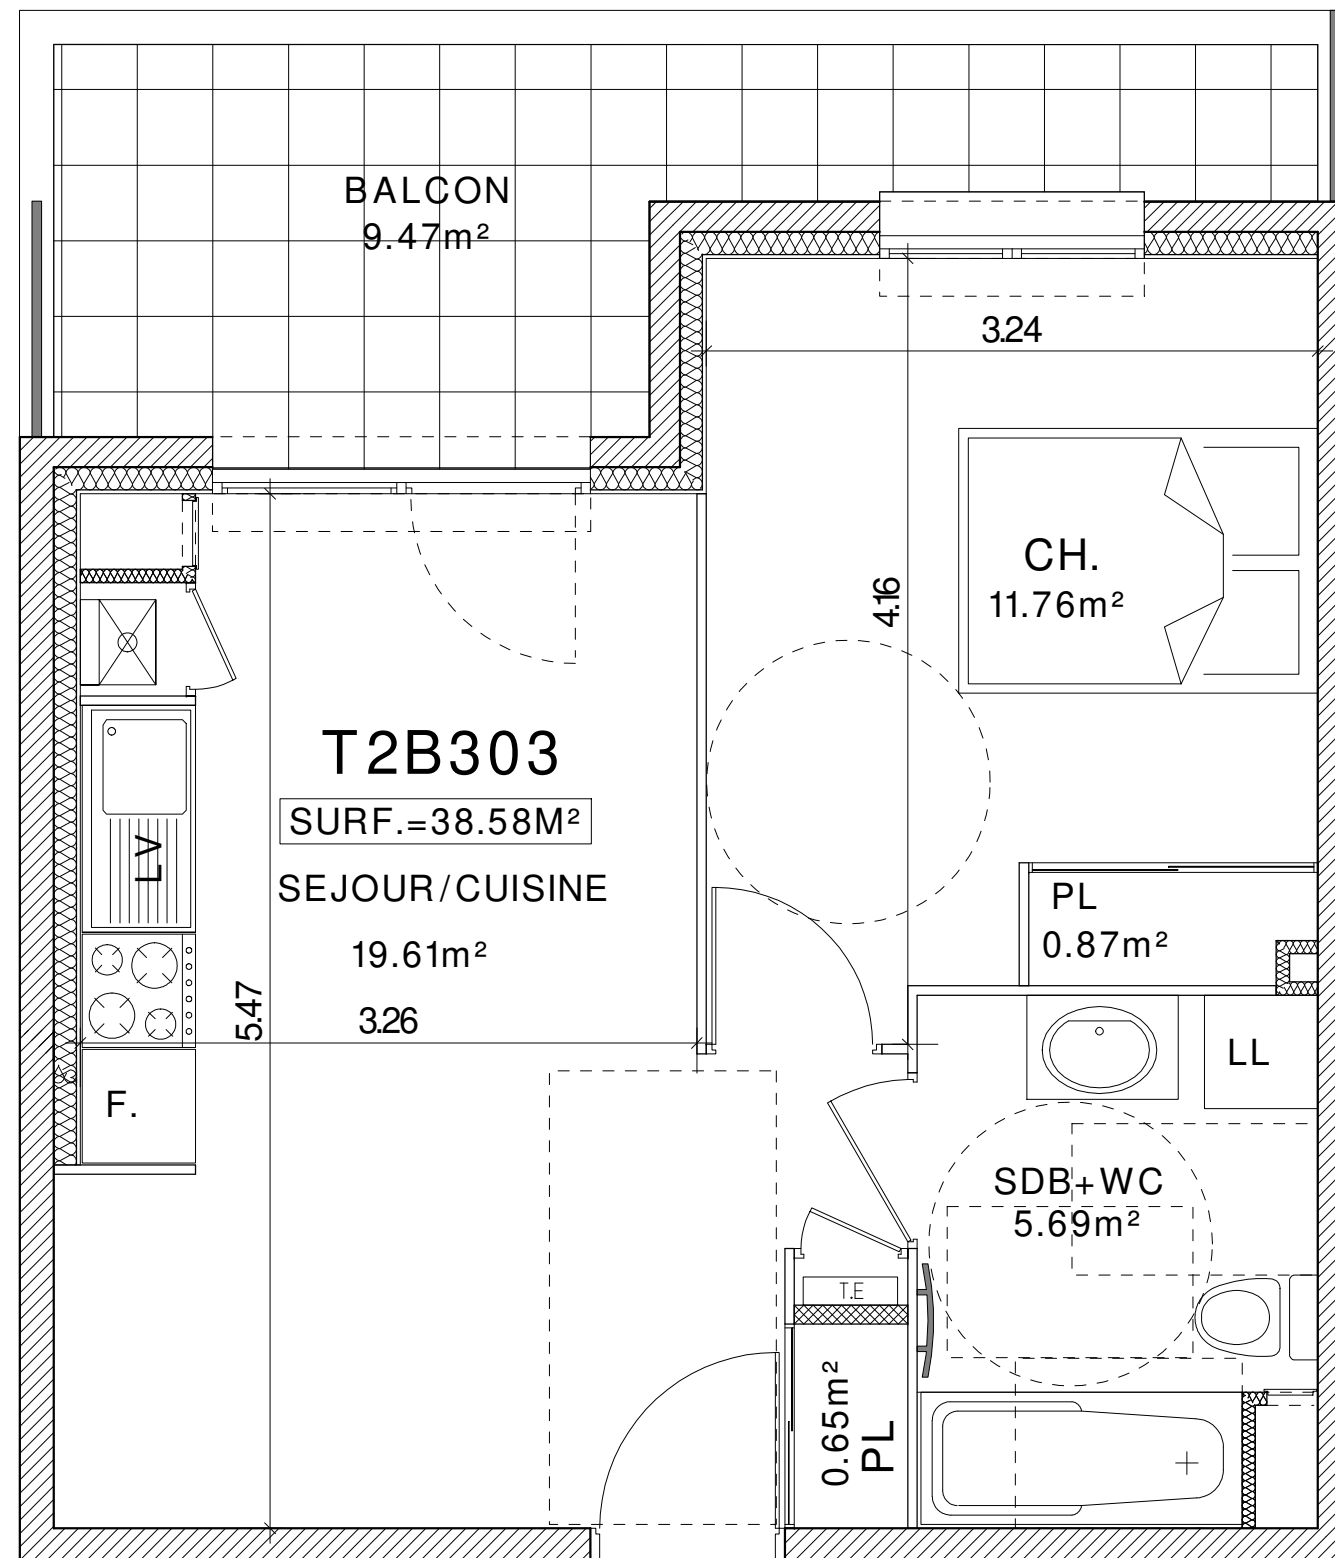 BALCON
9.47m²
3.24
CH.
11.76m²
4.16
T2B303
SURF.=38.58M²
LV
SEJOUR/CUISINE
19.61m²
5.47
3.26
F.
PL
0.87m²
LL
SDB+WC
5.69m²
T.E
0.65m²
PL